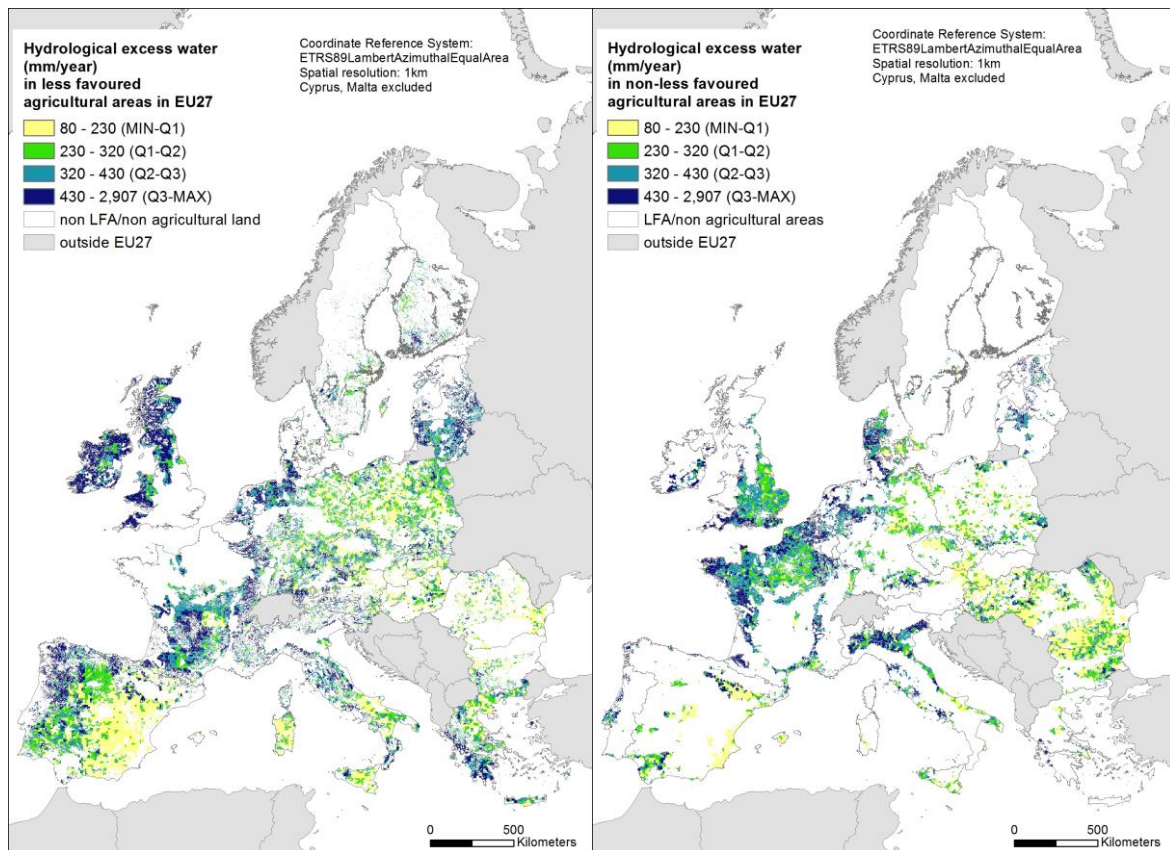 Hydrological excess water
(mm/year)
in less favoured
agricultural areas in EU27
80 - 230 (MIN-Q1)
230 - 320 (Q1-Q2)
320 - 430 (Q2-Q3)
430 - 2,907 (Q3-MAX)
non LFA/non agricultural land
outside EU27
Coordinate Reference System:
ETRS89LambertAzimuthalEqualArea
Spatial resolution: 1km
Cyprus, Malta excluded
0 500
Kilometers
Hydrological excess water
(mm/year)
in non-less favoured
agricultural areas in EU27
80 - 230 (MIN-Q1)
230 - 320 (Q1-Q2)
320 - 430 (Q2-Q3)
430 - 2,907 (Q3-MAX)
LFA/non agricultural areas
outside EU27
Coordinate Reference System:
ETRS89LambertAzimuthalEqualArea
Spatial resolution: 1km
Cyprus, Malta excluded
0 500
Kilometers